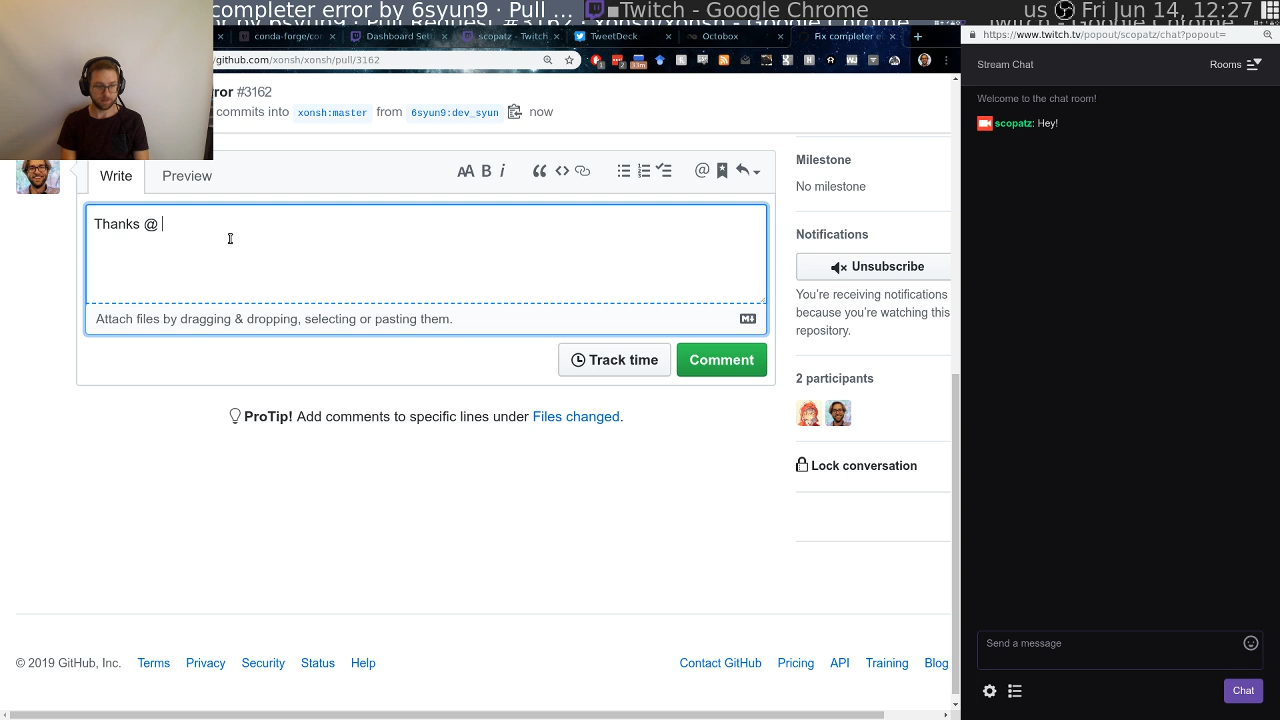 completer error by 6syun9 · Pull ...
Twitch - Google Chrome
us
Fri Jun 14, 12:27
conda-forge/con
Dashboard Set
scopatz - Twitch
TweetDeck
Octobox
Fix completer e
github.com/xonsh/xonsh/pull/3162
https://www.twitch.tv/popout/scopatz/chat?popout=
ror #3162
commits into xonsh:master from 6syun9:dev_syun now
Write
Preview
Thanks @
Attach files by dragging & dropping, selecting or pasting them.
Track time
Comment
ProTip! Add comments to specific lines under Files changed.
Milestone
No milestone
Notifications
Unsubscribe
You're receiving notifications
because you're watching this
repository.
2 participants
Lock conversation
© 2019 GitHub, Inc.
Terms
Privacy
Security
Status
Help
Contact GitHub
Pricing
API
Training
Blog
Stream Chat
Rooms
Welcome to the chat room!
scopatz: Hey!
Send a message
Chat